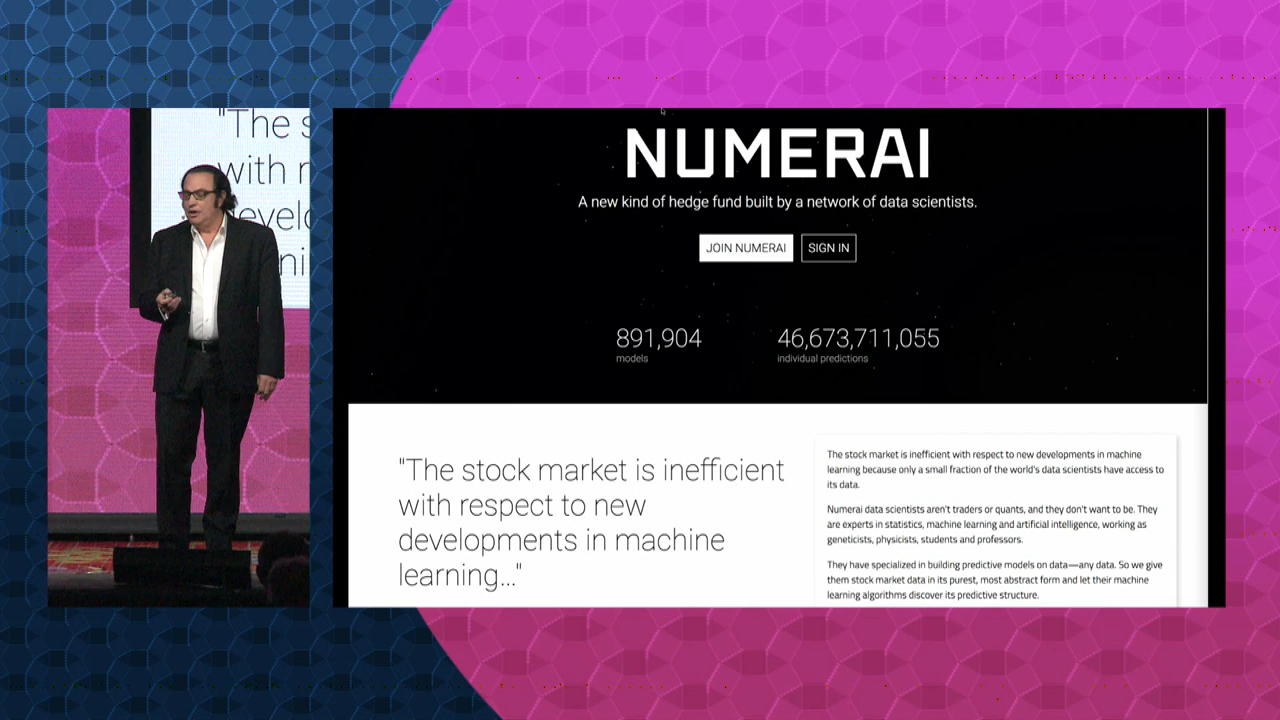 "The s
with r
develo
ni
NUMERAI
A new kind of hedge fund built by a network of data scientists.
JOIN NUMERAI
SIGN IN
891,904
models
46,673,711,055
individual predictions
"The stock market is inefficient
with respect to new
developments in machine
learning..."
The stock market is inefficient with respect to new developments in machine
learning because only a small fraction of the world's data scientists have access to
its data.
Numerai data scientists aren't traders or quants, and they don't want to be. They
are experts in statistics, machine learning and artificial intelligence, working as
geneticists, physicists, students and professors.
They have specialized in building predictive models on data—any data. So we give
them stock market data in its purest, most abstract form and let their machine
learning algorithms discover its predictive structure.